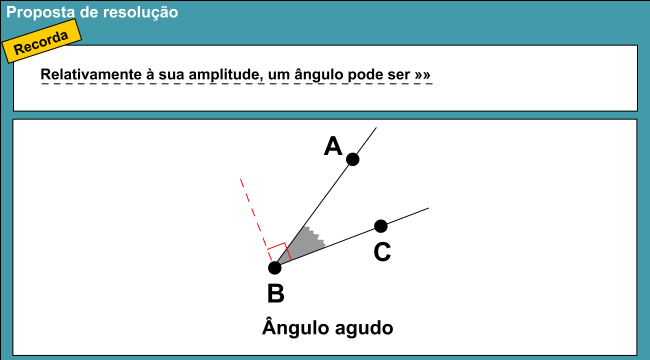 Proposta de resolução
Recorda
Relativamente à sua amplitude, um ângulo pode ser »»
A
C
B
Ângulo agudo